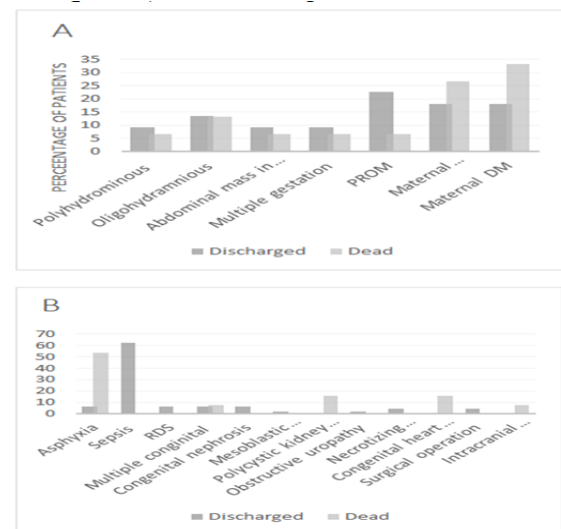 A
PERCEENTAGE OF PATIENTS
35
30
25
20
15
10
5
0
Polyhydrominous
Oligohydramnious
Abdominal mass in...
Multiple gestation
PROM
Maternal ...
Maternal DM
Discharged Dead
B
70
60
50
40
30
20
10
0
Asphyxia
Sepsis
RDS
Multiple conginital
Congenital nephrosis
Mesoblastic ...
Polycystic kidney ...
Obstructive uropathy
Necrotizing...
Congenital heart ...
Surgical operation
Intracranial ...
Discharged Dead